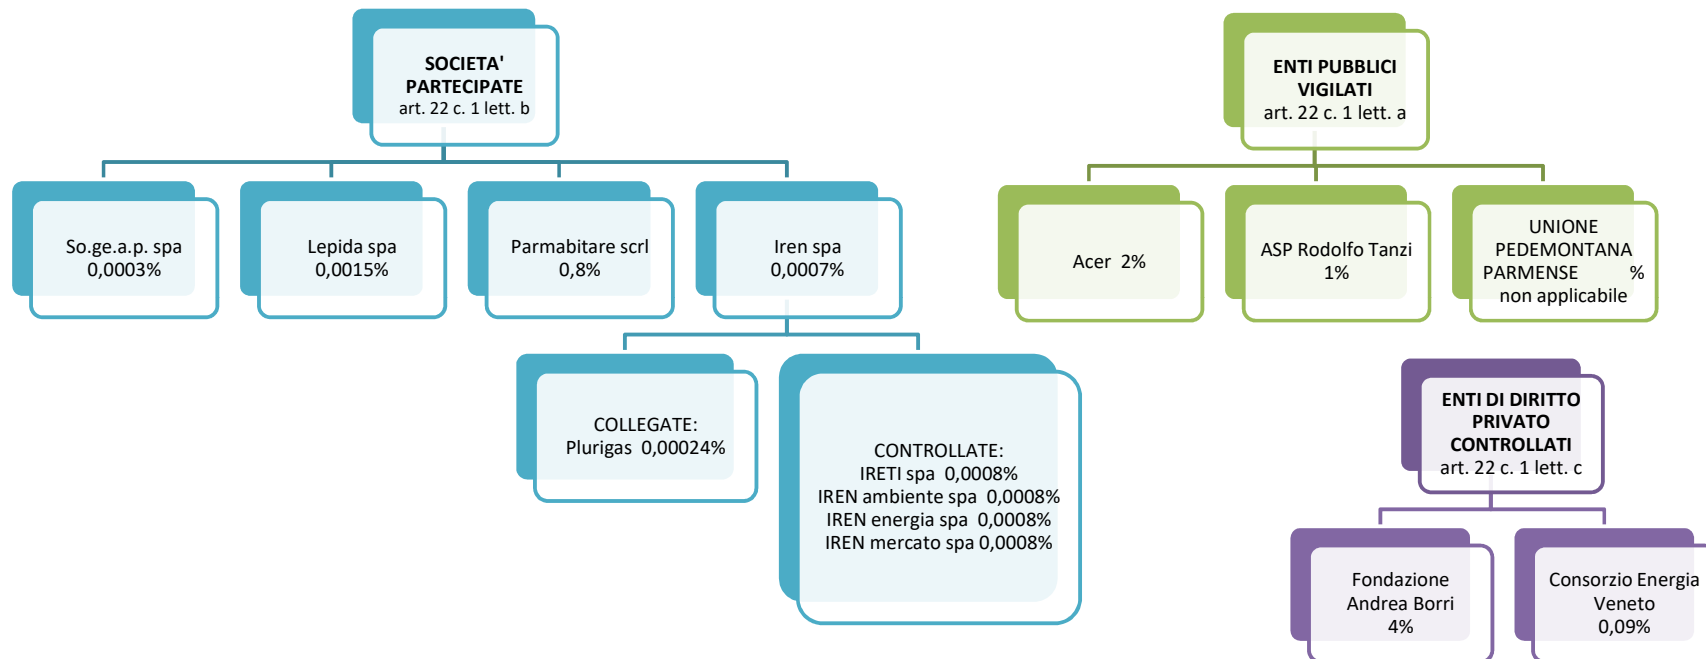 SOCIETA'
PARTECIPATE
art. 22 c. 1 lett. b
So.ge.a.p. spa
0,0003%
Lepida spa
0,0015%
Parmabitare scrl
0,8%
Iren spa
0,0007%
COLLEGATE:
Plurigas 0,00024%
CONTROLLATE:
IRETI spa 0,0008%
IREN ambiente spa 0,0008%
IREN energia spa 0,0008%
IREN mercato spa 0,0008%
ENTI PUBBLICI
VIGILATI
art. 22 c. 1 lett. a
Acer 2%
ASP Rodolfo Tanzi
1%
UNIONE
PEDEMONTANA
PARMENSE %
non applicabile
ENTI DI DIRITTO
PRIVATO
CONTROLLATI
art. 22 c. 1 lett. c
Fondazione
Andrea Borri
4%
Consorzio Energia
Veneto
0,09%